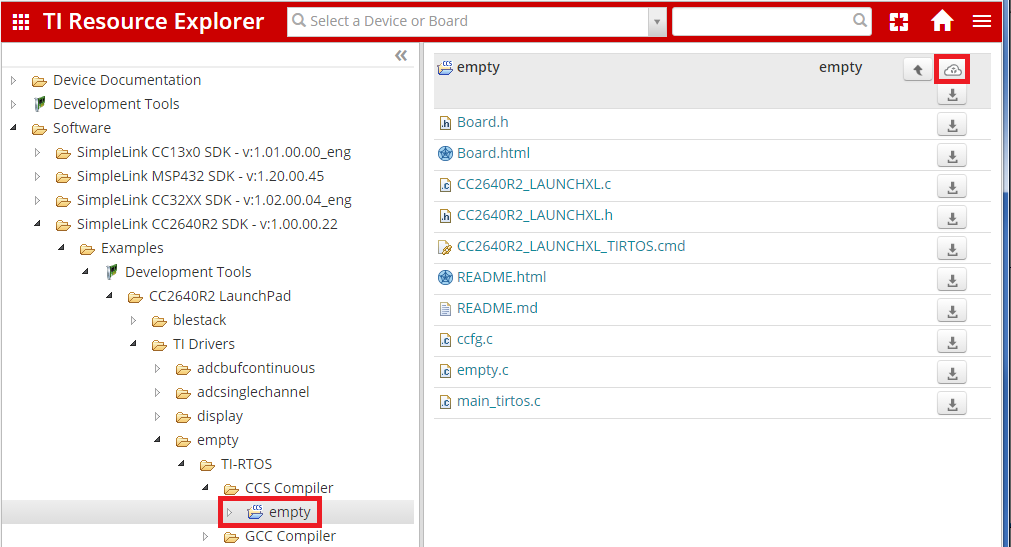 TI Resource Explorer
Select a Device or Board
Device Documentation
Development Tools
Software
SimpleLink CC13x0 SDK - v:1.01.00.00_eng
SimpleLink MSP432 SDK - v:1.20.00.45
SimpleLink CC32XX SDK - v:1.02.00.04_eng
SimpleLink CC2640R2 SDK - v:1.00.00.22
Examples
Development Tools
CC2640R2 LaunchPad
blestack
TI Drivers
adcbufcontinuous
adcsinglechannel
display
empty
TI-RTOS
CCS Compiler
CCS empty
GCC Compiler
CCS empty empty
.h Board.h
Board.html
.c CC2640R2_LAUNCHXL.c
.h CC2640R2_LAUNCHXL.h
CC2640R2_LAUNCHXL_TIRTOS.cmd
README.html
README.md
.c ccfg.c
.c empty.c
.c main_tirtos.c